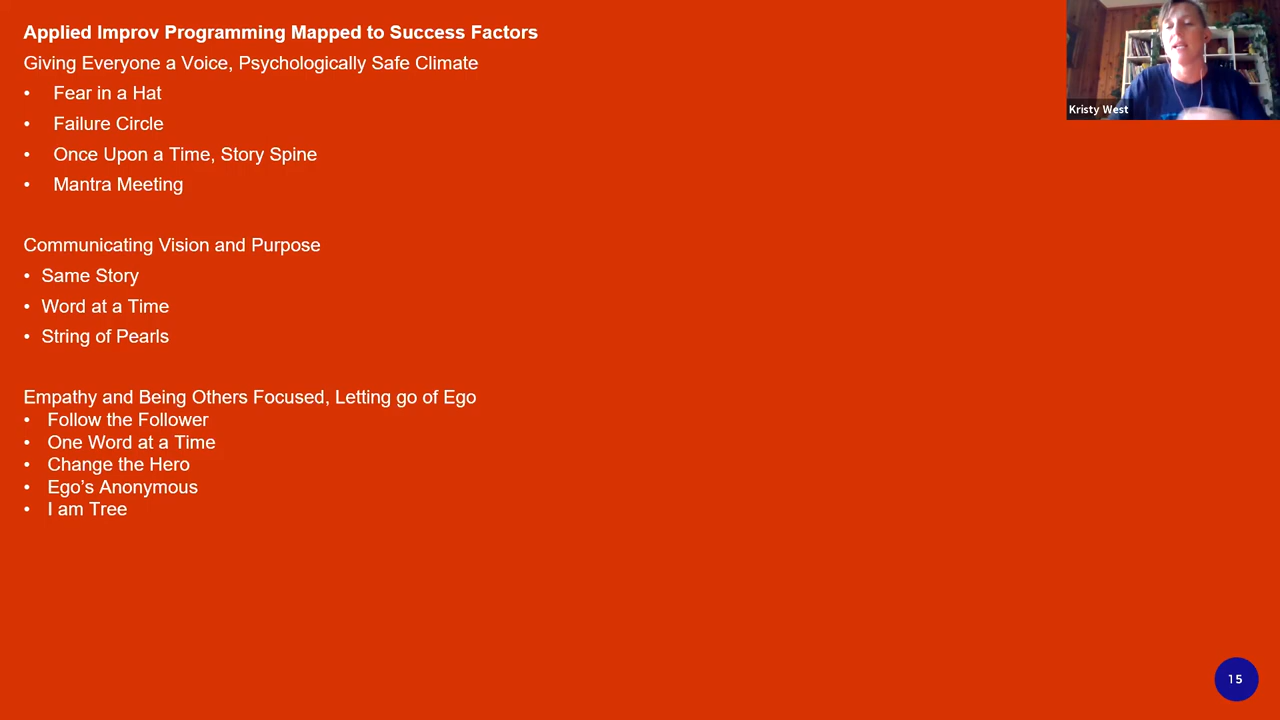 Applied Improv Programming Mapped to Success Factors
Giving Everyone a Voice, Psychologically Safe Climate
• Fear in a Hat
• Failure Circle
• Once Upon a Time, Story Spine
• Mantra Meeting
Communicating Vision and Purpose
• Same Story
• Word at a Time
• String of Pearls
Empathy and Being Others Focused, Letting go of Ego
• Follow the Follower
• One Word at a Time
• Change the Hero
• Ego's Anonymous
• I am Tree
Kristy West
15